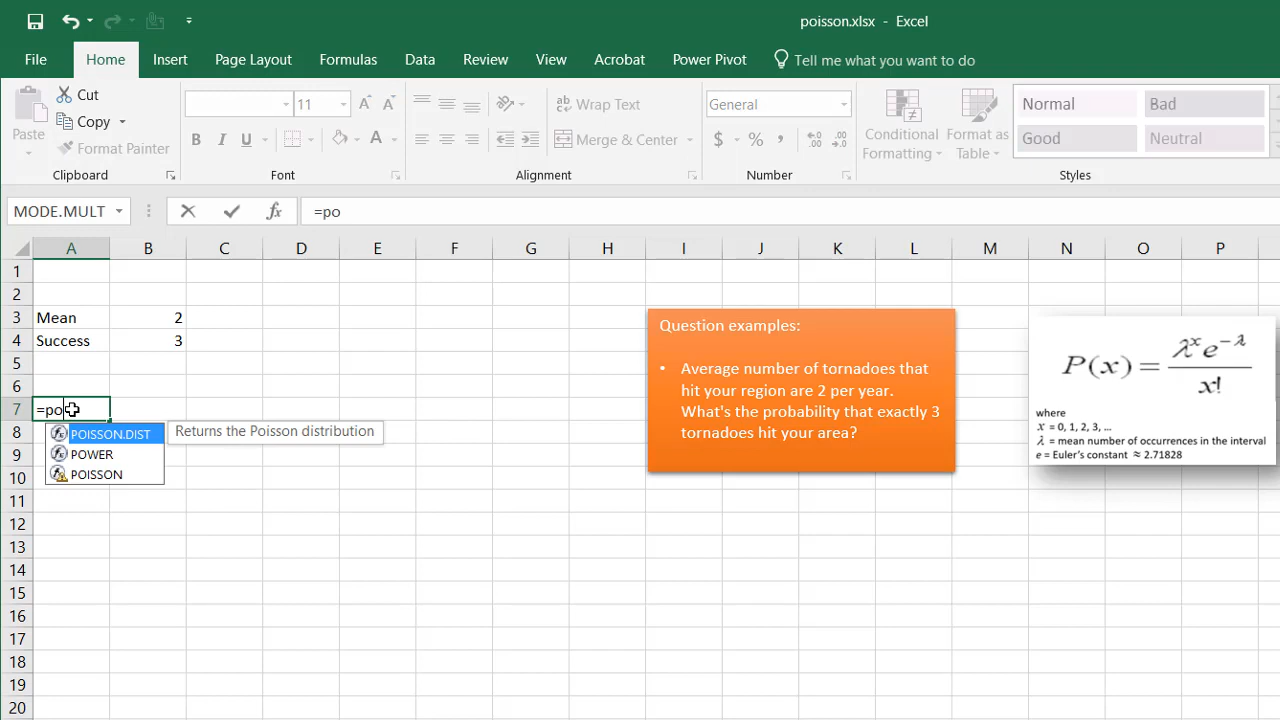 poisson.xlsx - Excel
File Home Insert Page Layout Formulas Data Review View Acrobat Power Pivot Tell me what you want to do
Paste
Cut
Copy
Format Painter
Clipboard
11 A A
B I U A
Font
ab c Wrap Text
Merge & Center
Alignment
General
$ % , .00 .0
Number
Conditional
Formatting
Format as
Table
Normal Bad
Good Neutral
Styles
MODE.MULT fx =po
A B C D E F G H I J K L M N O P
1
2
3 Mean 2
4 Success 3
5
6
7 =po
8
9
10
11
12
13
14
15
16
17
18
19
20
POISSON.DIST
POWER
POISSON
Returns the Poisson distribution
Question examples:
• Average number of tornadoes that
hit your region are 2 per year.
What's the probability that exactly 3
tornadoes hit your area?
P(x) = λˣe⁻λ / x!
where
x = 0, 1, 2, 3, ...
λ = mean number of occurrences in the interval
e = Euler's constant ≈ 2.71828